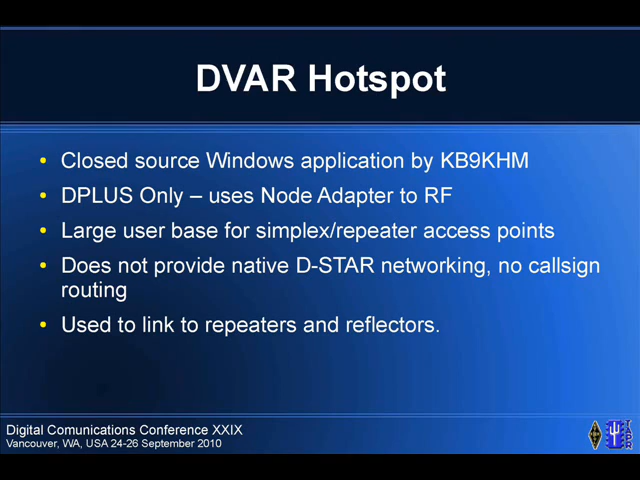 DVAR Hotspot
• Closed source Windows application by KB9KHM
• DPLUS Only – uses Node Adapter to RF
• Large user base for simplex/repeater access points
• Does not provide native D-STAR networking, no callsign
routing
• Used to link to repeaters and reflectors.
Digital Comunications Conference XXIX
Vancouver, WA, USA 24-26 September 2010
TAPR